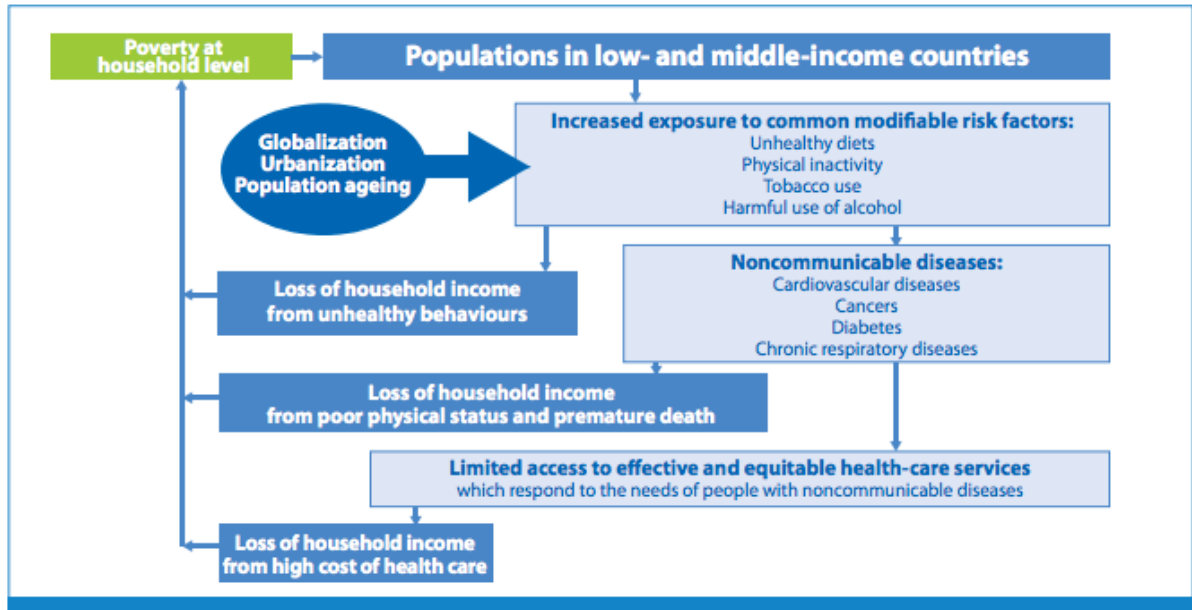 Poverty at
household level
Populations in low- and middle-income countries
Globalization
Urbanization
Population ageing
Increased exposure to common modifiable risk factors:
Unhealthy diets
Physical inactivity
Tobacco use
Harmful use of alcohol
Noncommunicable diseases:
Cardiovascular diseases
Cancers
Diabetes
Chronic respiratory diseases
Loss of household income
from unhealthy behaviours
Loss of household income
from poor physical status and premature death
Limited access to effective and equitable health-care services
which respond to the needs of people with noncommunicable diseases
Loss of household income
from high cost of health care